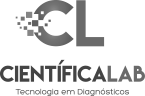 CL
CIENTÍFICALAB
Tecnologia em Diagnósticos